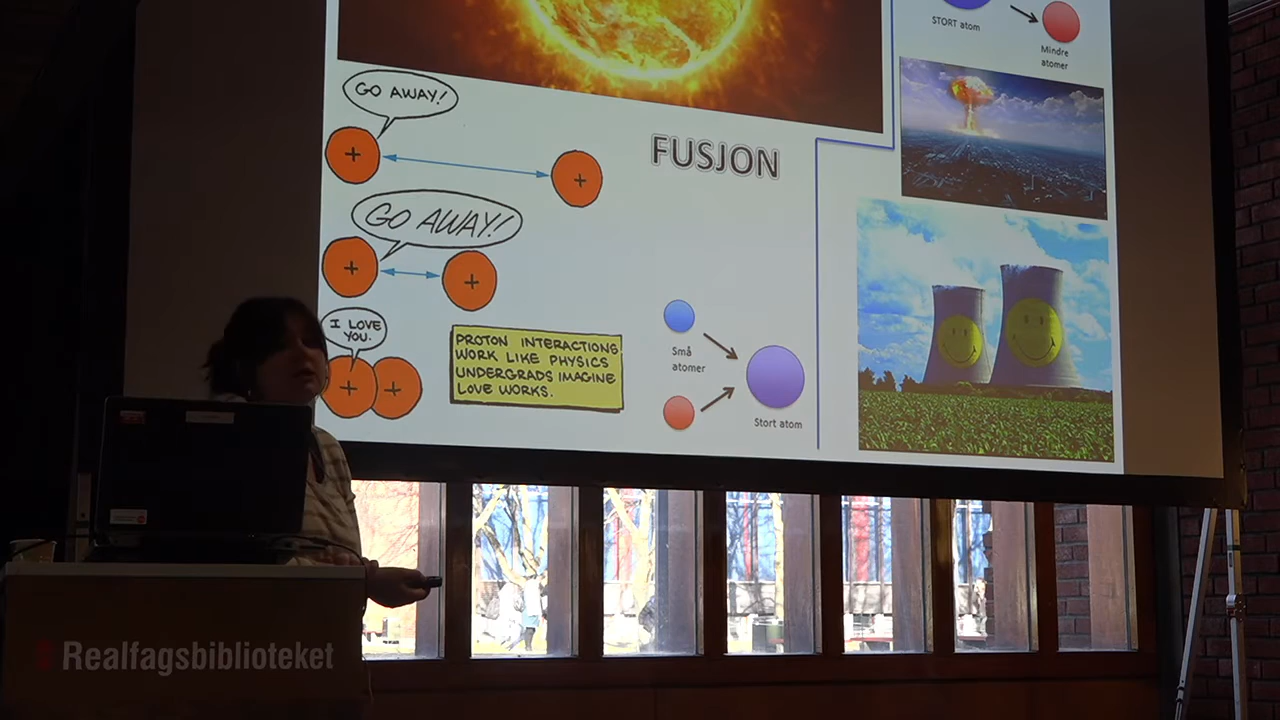 GO AWAY!
GO AWAY!
I LOVE
YOU.
PROTON INTERACTIONS
WORK LIKE PHYSICS
UNDERGRADS IMAGINE
LOVE WORKS.
FUSJON
Små
atomer
Stort atom
STORT atom
Mindre
atomer
Realfagsbiblioteket